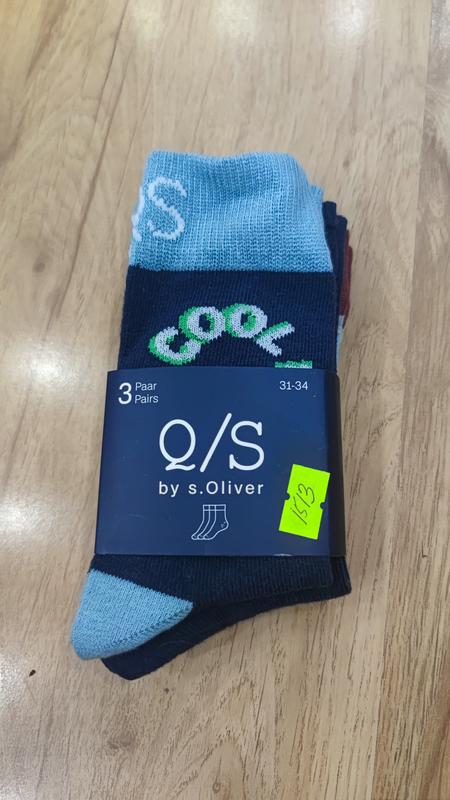 S
COOL
3 Paar
Pairs
31-34
Q/S
by s.Oliver